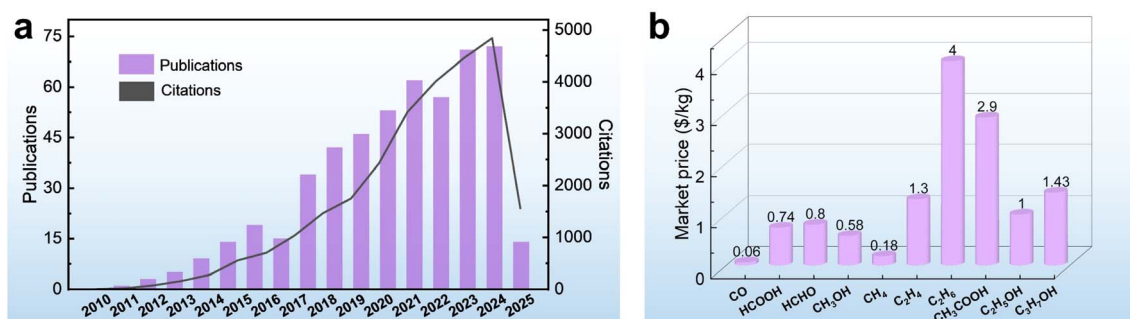 a
75
60
45
30
15
0
Publications
Publications
Citations
5000
4000
3000
2000
1000
0
Citations
2010 2011 2012 2013 2014 2015 2016 2017 2018 2019 2020 2021 2022 2023 2024 2025
b
Market price ($/kg)
4
3
2
1
0
0.06 0.74 0.8 0.58 0.18 1.3 4 2.9 1 1.43
CO HCOOH HCHO CH₃OH CH₄ C₂H₄ C₂H₆ CH₃COOH C₂H₅OH C₃H₇OH